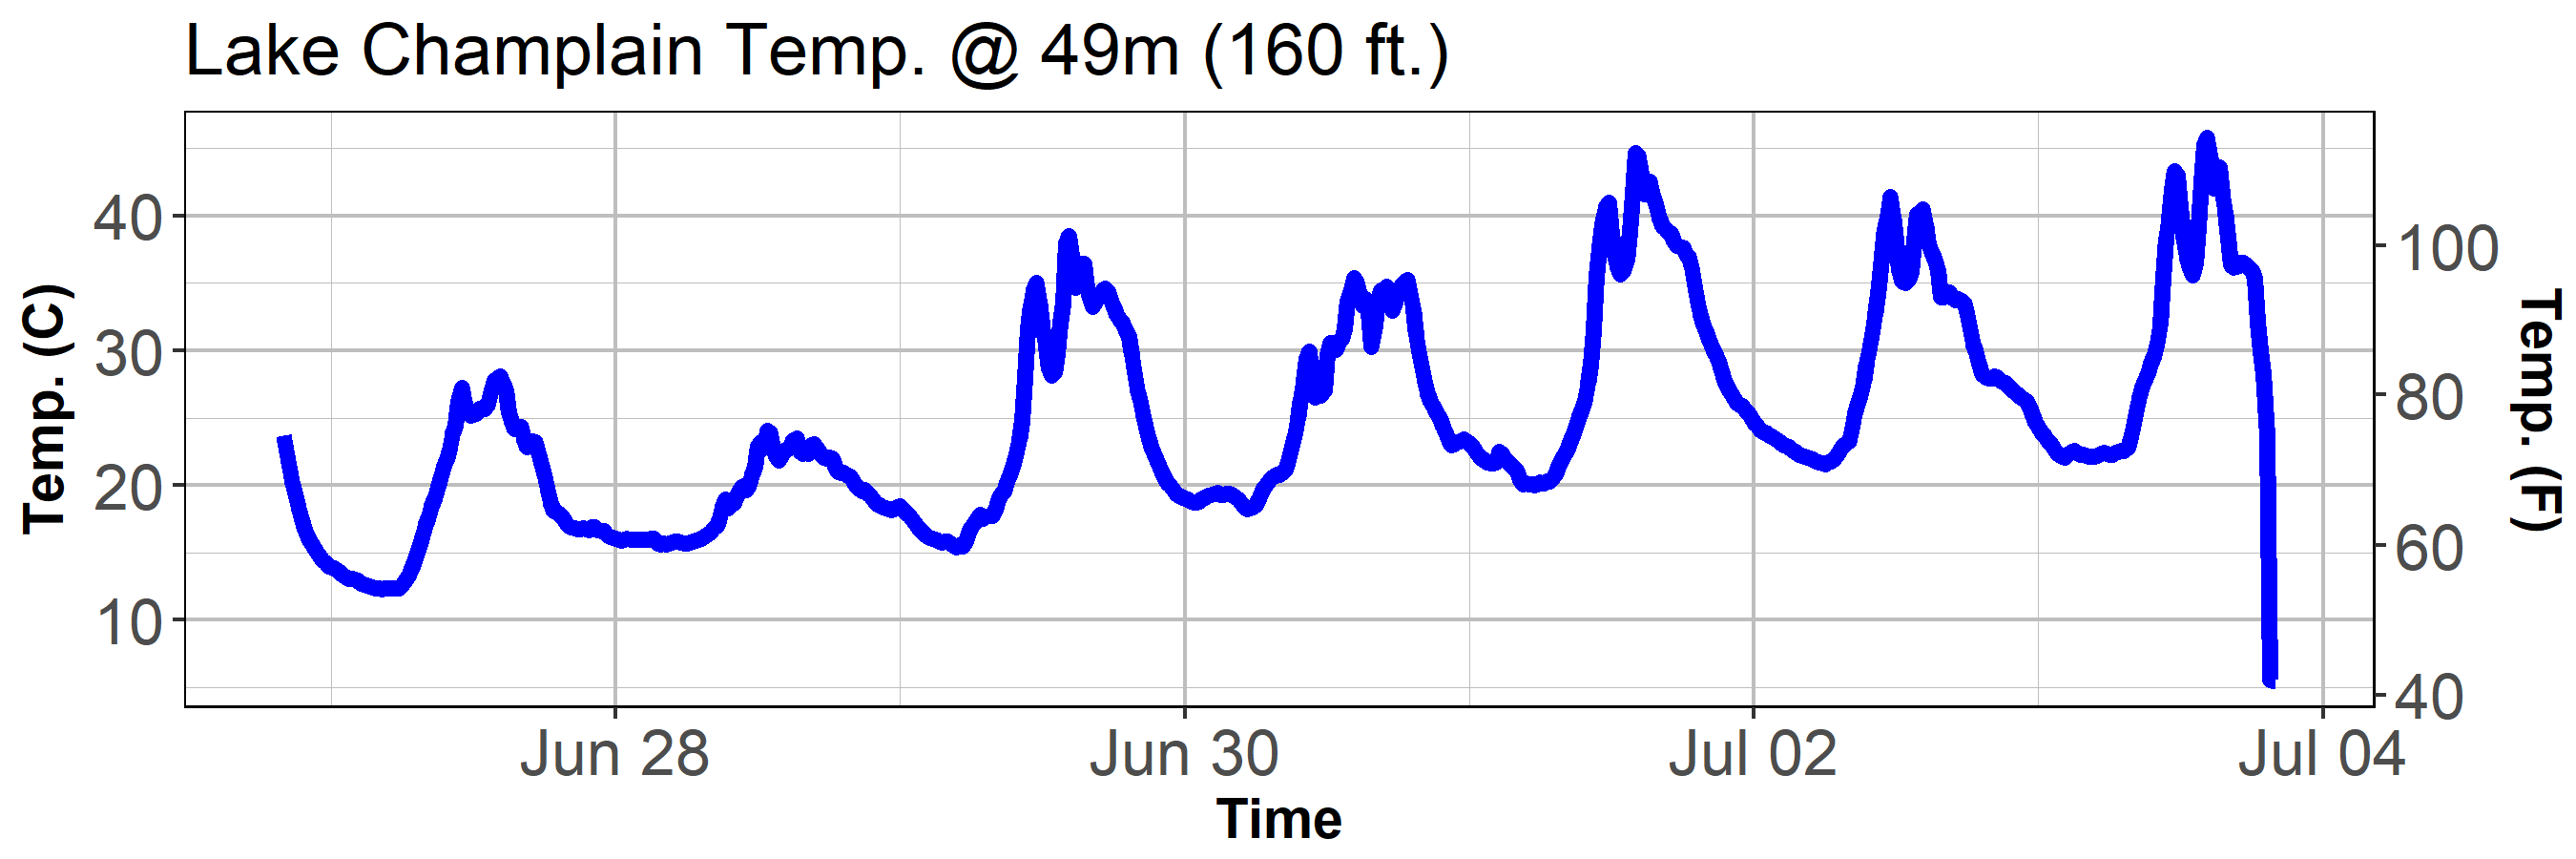 Lake Champlain Temp. @ 49m (160 ft.)
Temp. (C)
40
30
20
10
100
80
60
40
Temp. (F)
Jun 28
Jun 30
Jul 02
Jul 04
Time